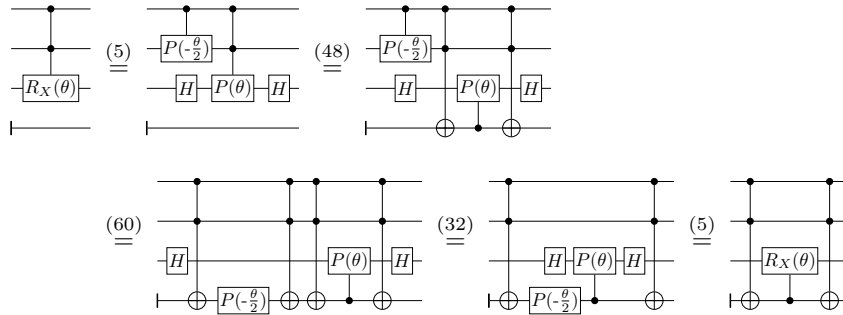 (5) (48)
= P(-θ/2) = P(-θ/2)
R_X(θ) H P(θ) H H P(θ) H
(60) (32) (5)
= = =
H P(θ) H H P(θ) H R_X(θ)
P(-θ/2) P(-θ/2)